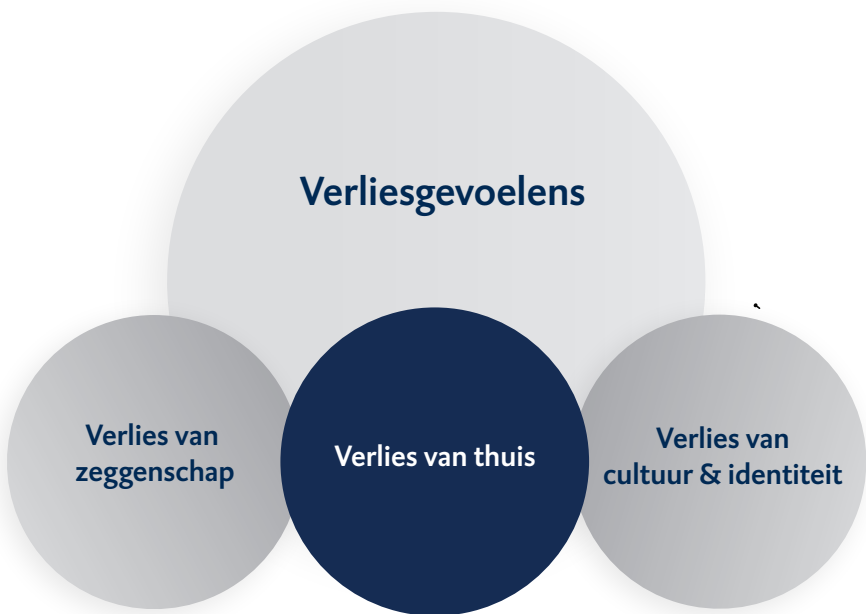 Verliesgevoelens
Verlies van
zeggenschap
Verlies van thuis
Verlies van
cultuur & identiteit